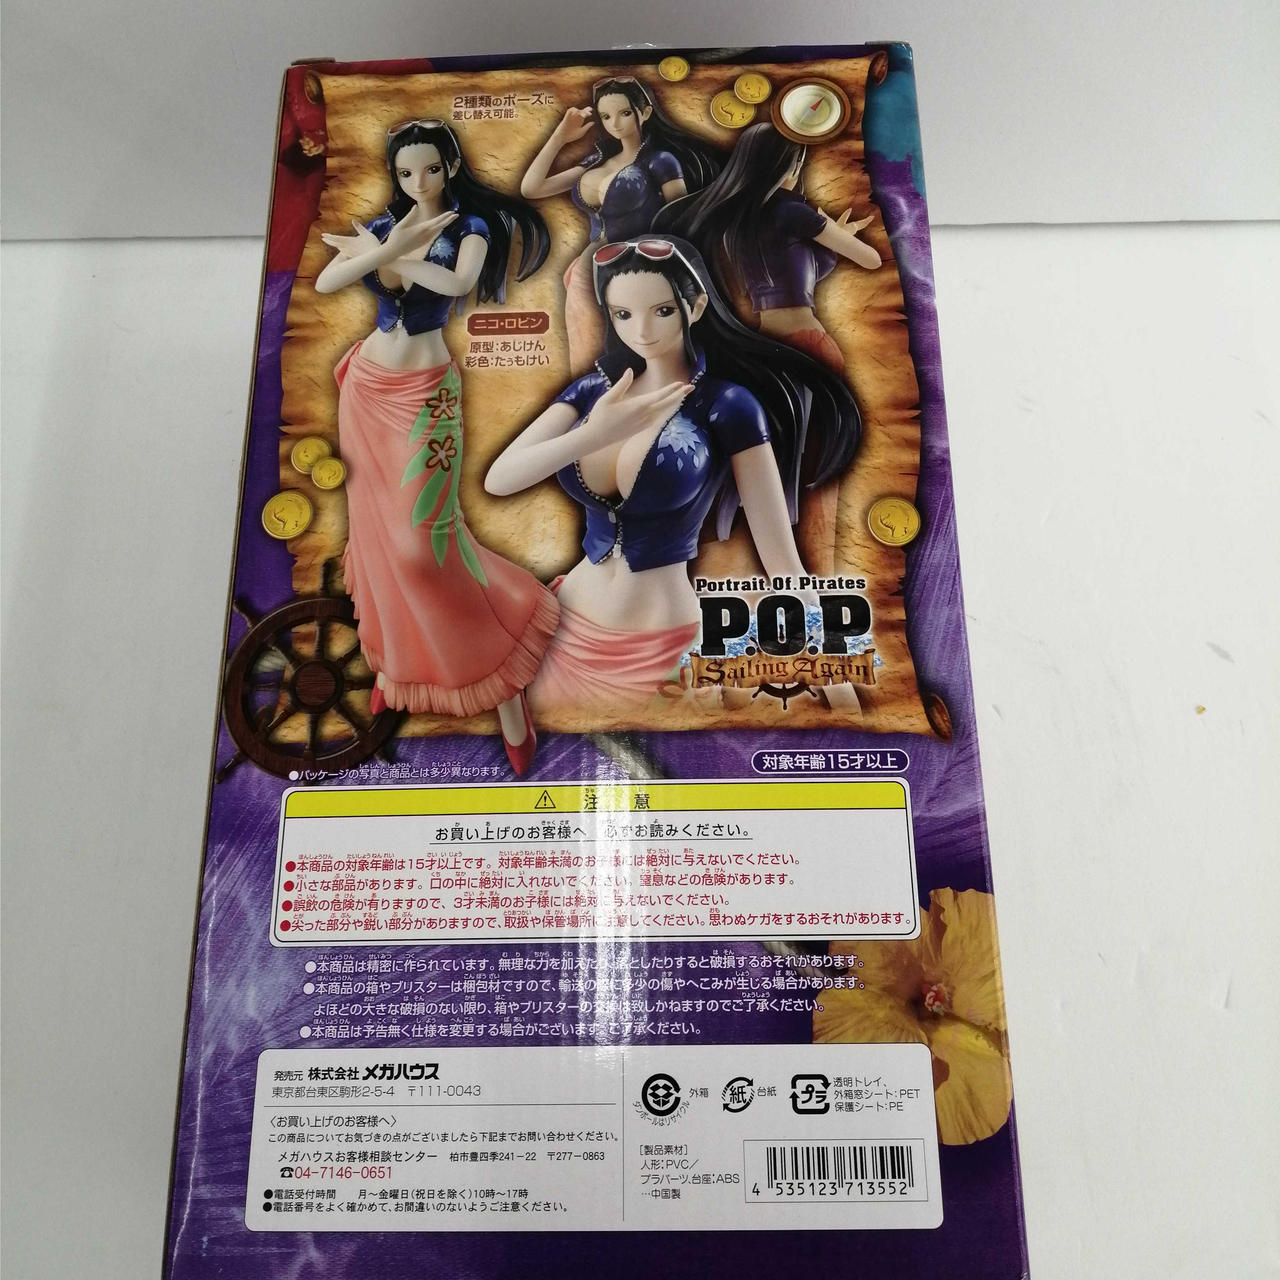 2種類のポーズに
差し替え可能。
ニコ・ロビン
原型：あじけん
彩色：たぅもけい
Portrait.Of.Pirates
P.O.P
Sailing Again
●パッケージの写真と商品とは多少異なります。
対象年齢15才以上
⚠ 注 意
お買い上げのお客様へ 必ずお読みください。
●本商品の対象年齢は15才以上です。対象年齢未満のお子様には絶対に与えないでください。
●小さな部品があります。口の中に絶対に入れないでください。窒息などの危険があります。
●誤飲の危険が有りますので、3才未満のお子様には絶対に与えないでください。
●尖った部分や鋭い部分がありますので、取扱や保管場所に注意してください。思わぬケガをするおそれがあります。
●本商品は精密に作られています。無理な力を加えたり、落としたりすると破損するおそれがあります。
●本商品の箱やブリスターは梱包材ですので、輸送の際に多少の傷やへこみが生じる場合があります。
よほどの大きな破損のない限り、箱やブリスターの交換は致しかねますのでご了承ください。
●本商品は予告無く仕様を変更する場合がございます。ご了承ください。
発売元 株式会社 メガハウス
東京都台東区駒形2-5-4 〒111-0043
〈お買い上げのお客様へ〉
この商品についてお気づきの点がございましたら下記までお問い合わせください。
メガハウスお客様相談センター 柏市豊四季241-22 〒277-0863
☎04-7146-0651
●電話受付時間 月〜金曜日(祝日を除く)10時〜17時
●電話番号をよく確かめて、お間違いのないようご注意ください。
外箱
ダンボールはリサイクル
紙
台紙
プラ
透明トレイ、
外箱窓シート：PET
保護シート：PE
[製品素材]
人形：PVC／
プラパーツ、台座：ABS
…中国製
4 535123 713552